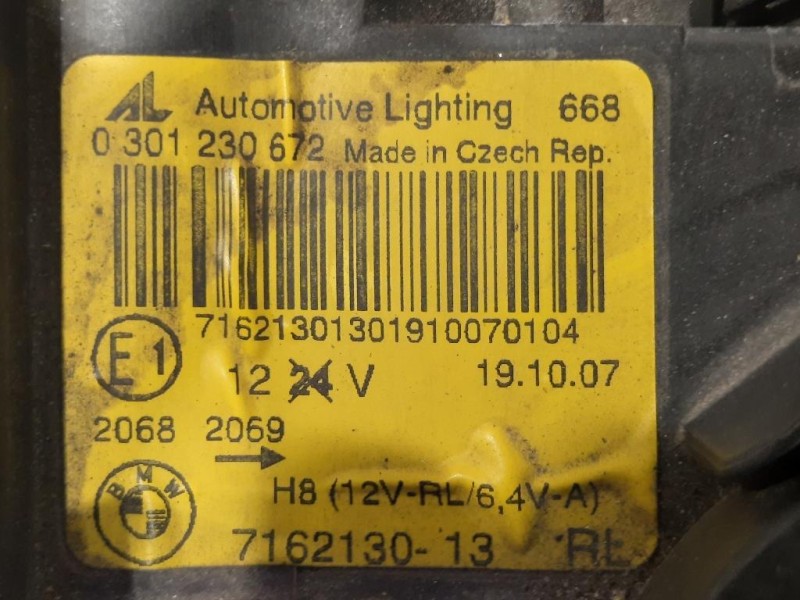 AL Automotive Lighting 668
0 301 230 672 Made in Czech Rep.
71621301301910070104
E1 12 24 V 19.10.07
2068 2069
BMW H8 (12V-RL/6,4V-A)
7162130-13 RL